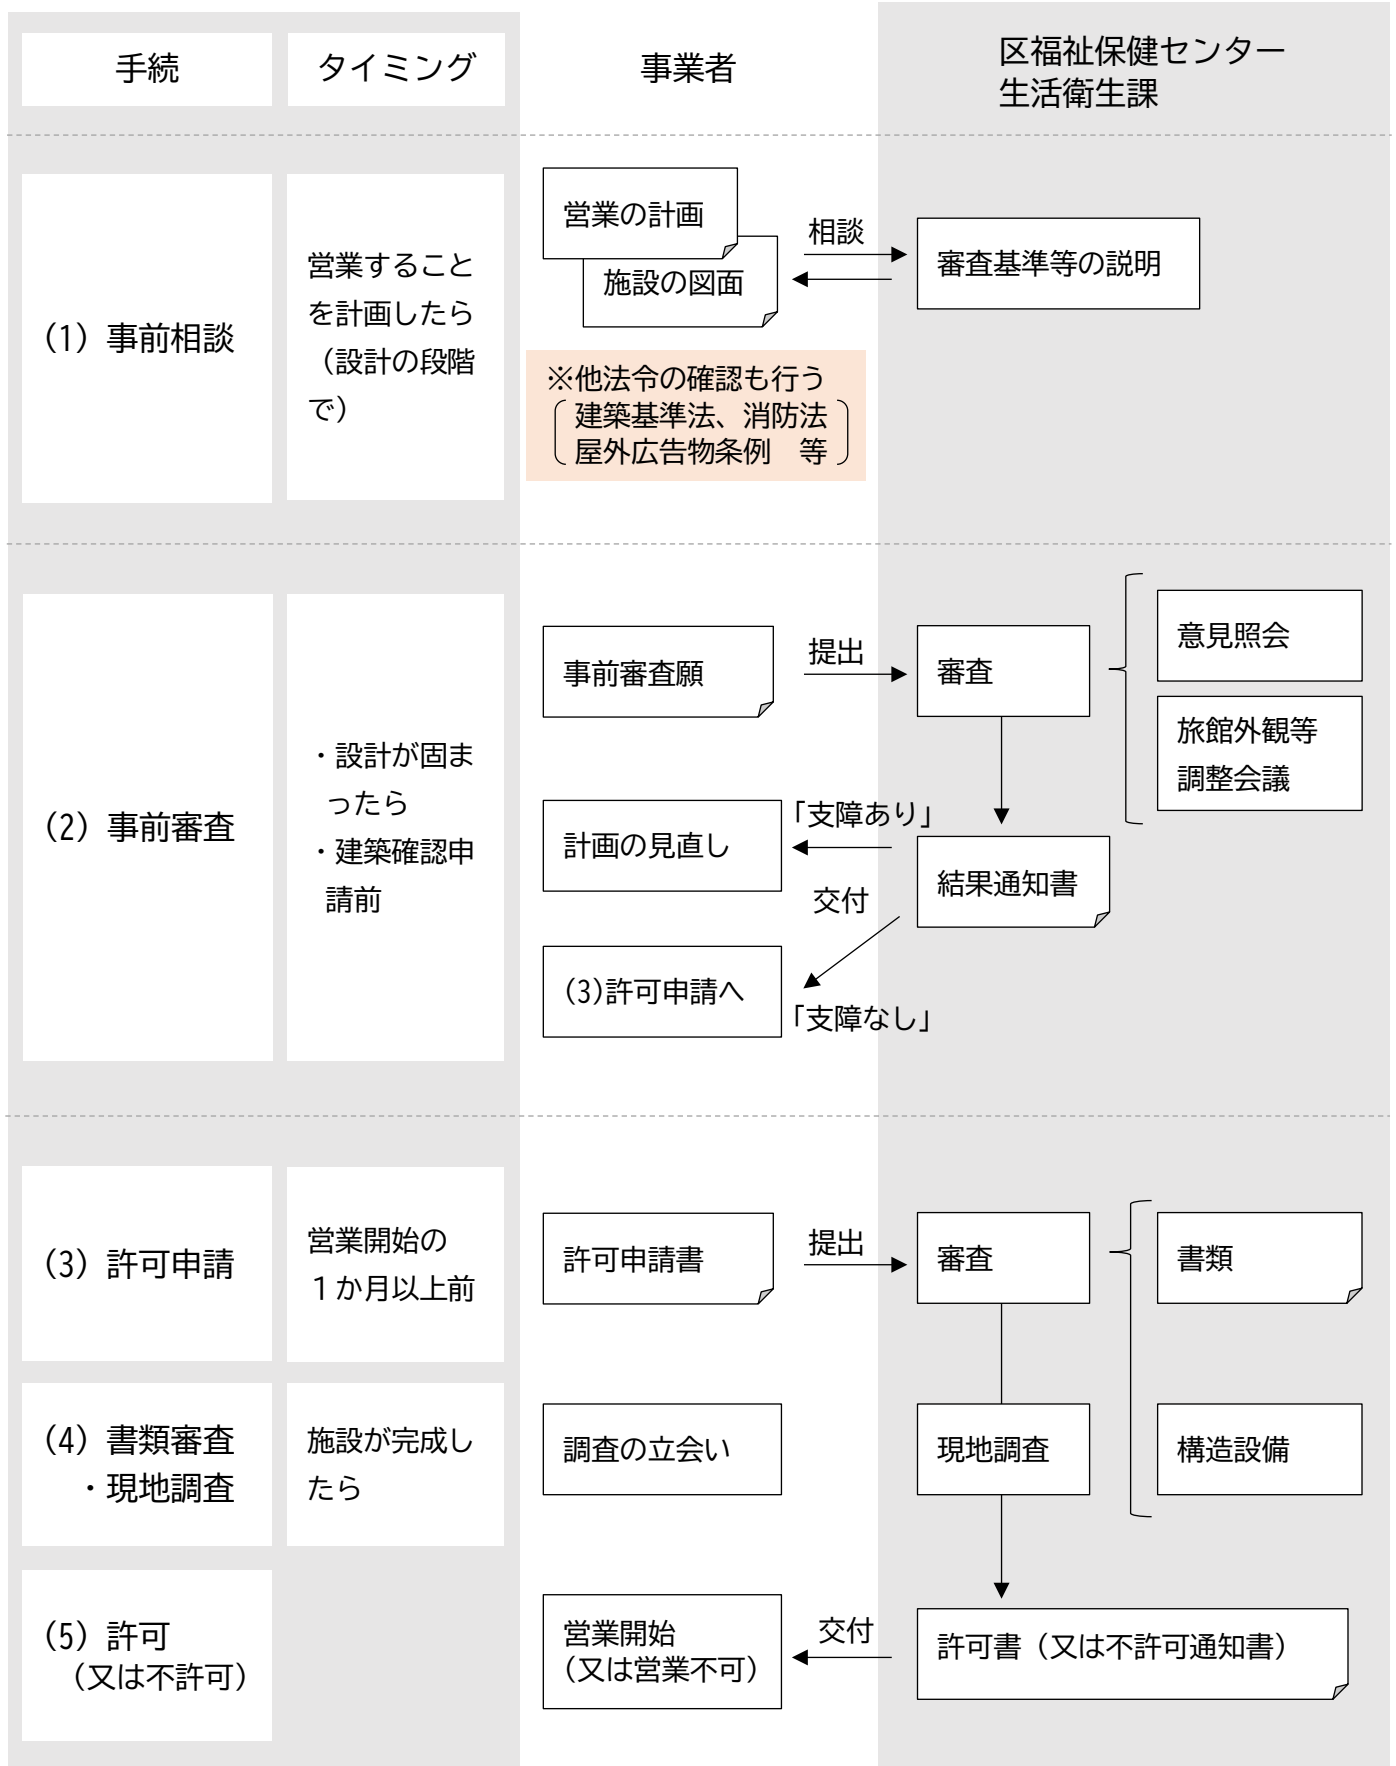 手続
タイミング
事業者
区福祉保健センター
生活衛生課
(1) 事前相談
営業すること
を計画したら
（設計の段階
で）
営業の計画
施設の図面
相談
審査基準等の説明
※他法令の確認も行う
建築基準法、消防法
屋外広告物条例　等
(2) 事前審査
・設計が固ま
ったら
・建築確認申
請前
事前審査願
提出
審査
意見照会
旅館外観等
調整会議
計画の見直し
「支障あり」
結果通知書
交付
(3)許可申請へ
「支障なし」
(3) 許可申請
営業開始の
１か月以上前
許可申請書
提出
審査
書類
(4) 書類審査
・現地調査
施設が完成し
たら
調査の立会い
現地調査
構造設備
(5) 許可
（又は不許可）
営業開始
（又は営業不可）
交付
許可書（又は不許可通知書）